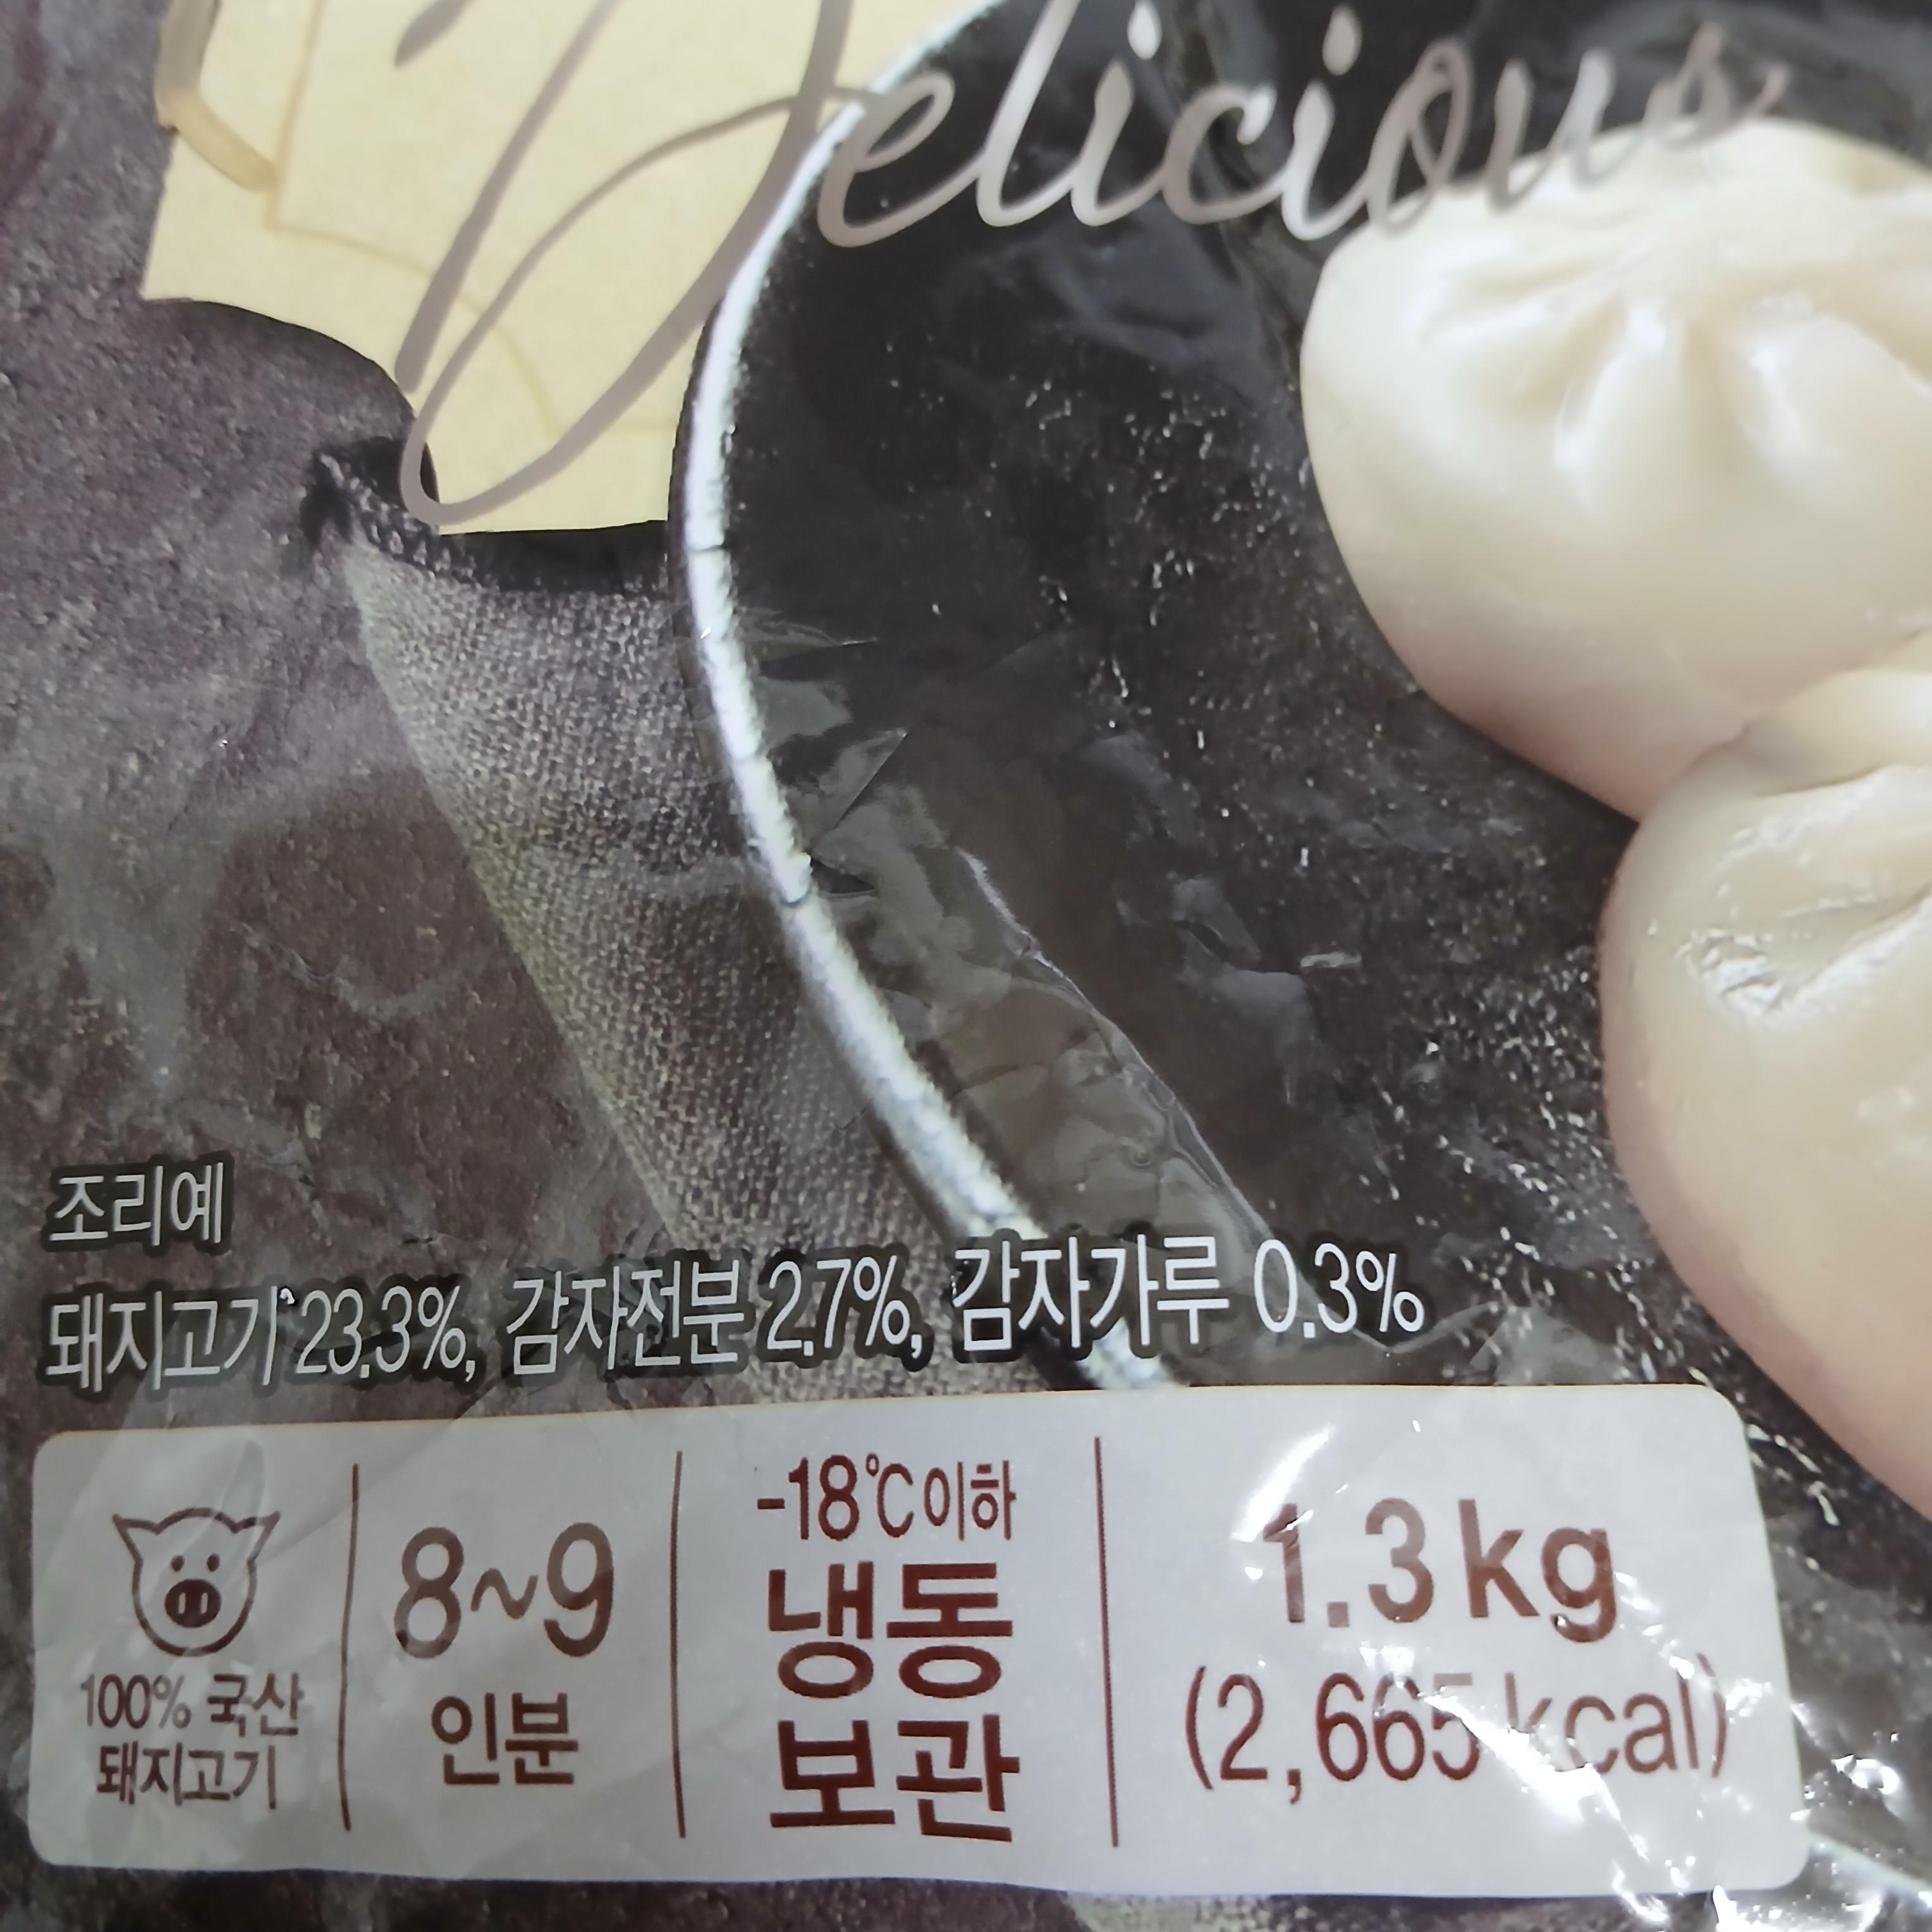 Delicious
조리예
돼지고기 23.3%, 감자전분 2.7%, 감자가루 0.3%
100% 국산
돼지고기
8~9
인분
-18℃이하
냉동
보관
1.3kg
(2,665 kcal)